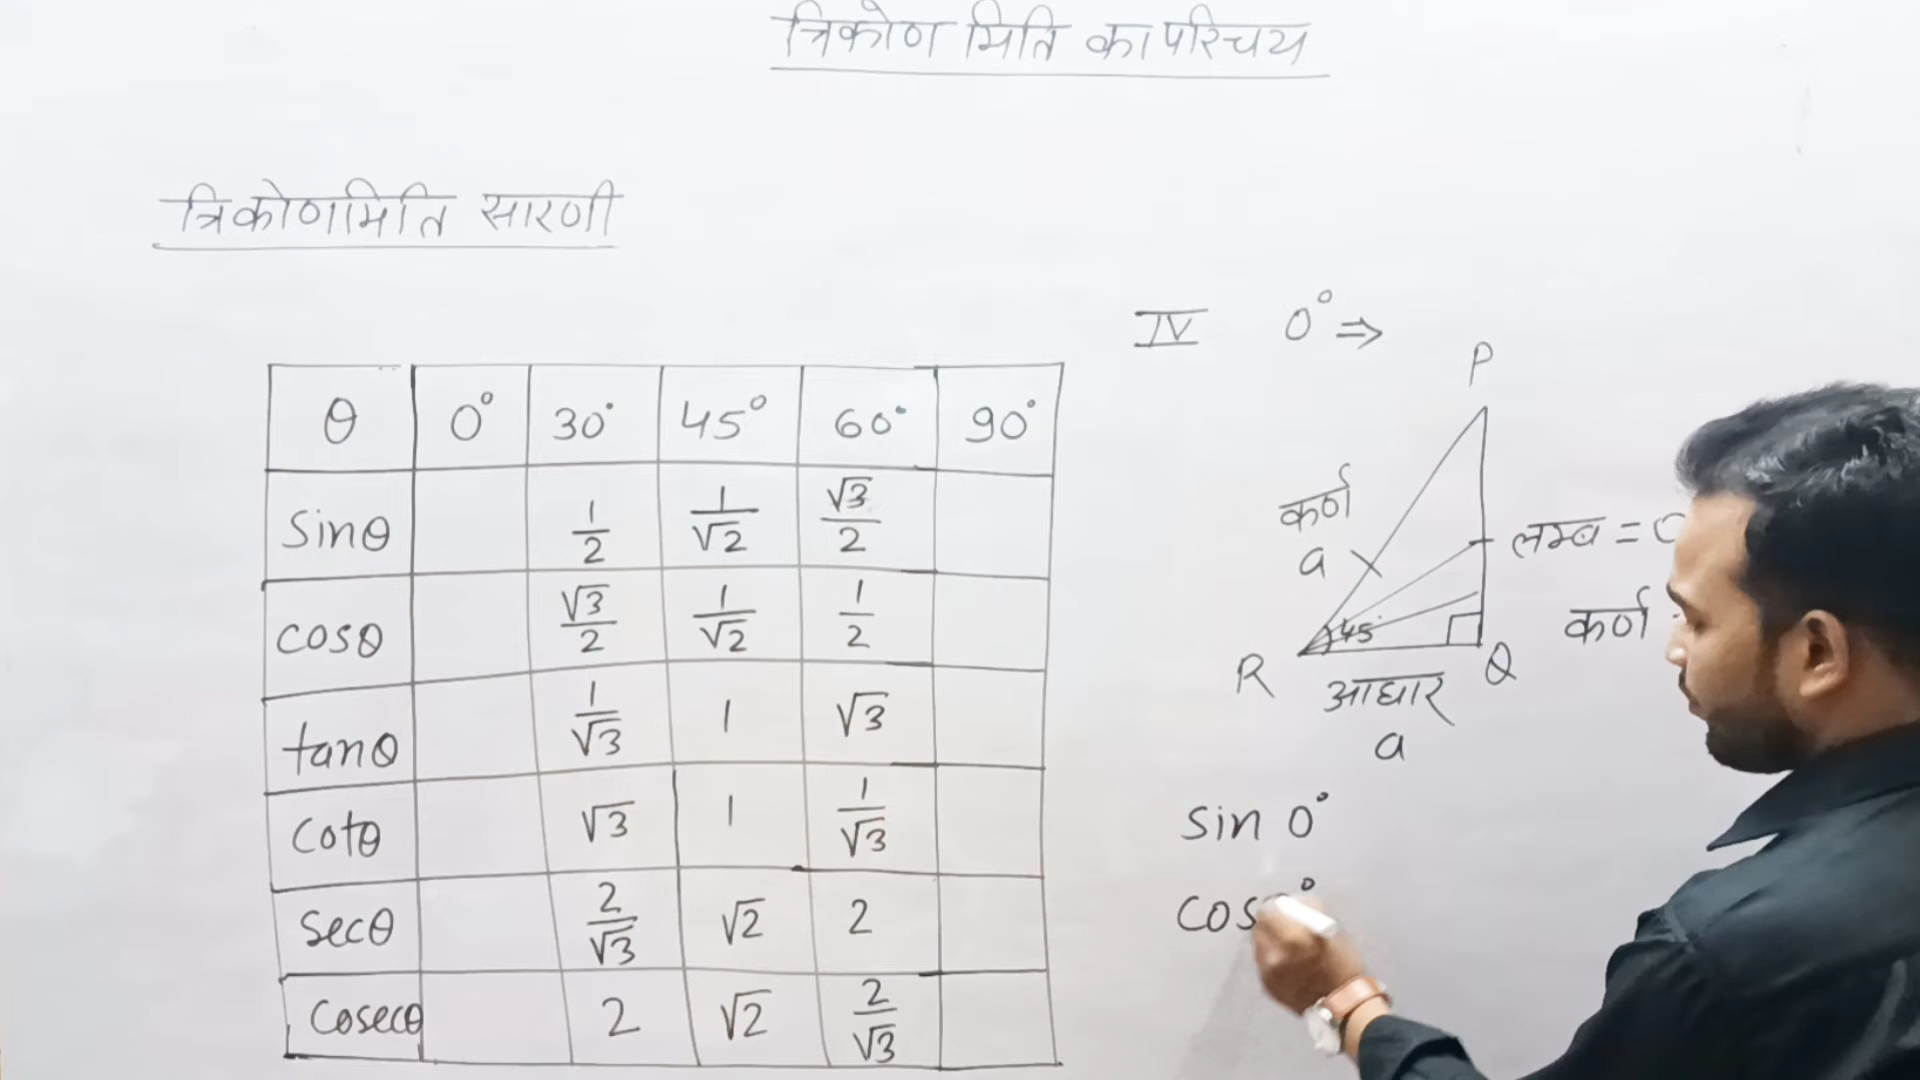 त्रिकोणमिति का परिचय
त्रिकोणमिति सारणी
θ 0° 30° 45° 60° 90°
sinθ 1/2 1/√2 √3/2
cosθ √3/2 1/√2 1/2
tanθ 1/√3 1 √3
cotθ √3 1 1/√3
secθ 2/√3 √2 2
cosecθ 2 √2 2/√3
IV 0° ⇒
P
कर्ण
a
लम्ब =
45°
कर्ण
R
Q
आधार
a
sin 0°
cos